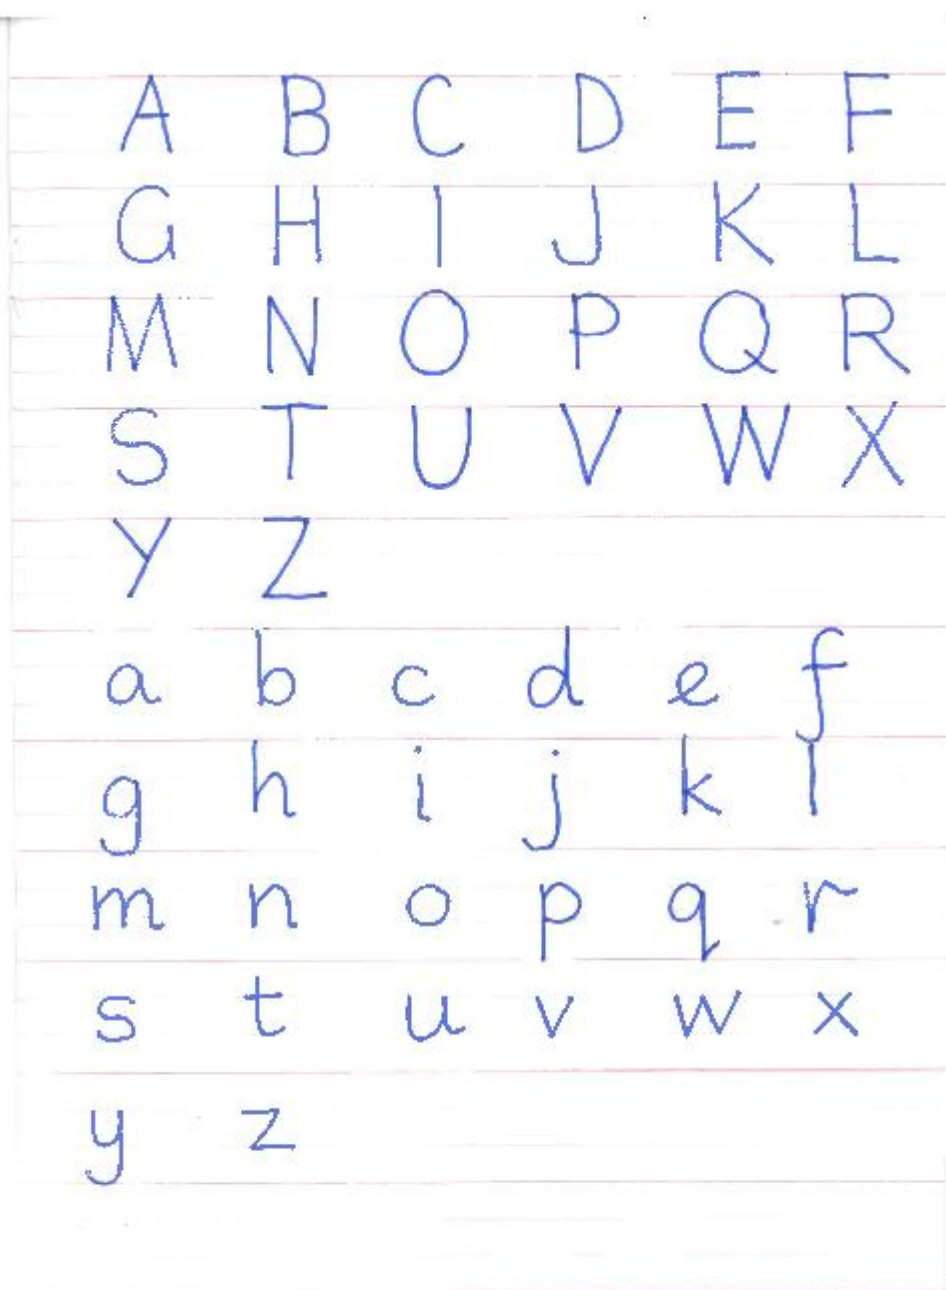 A B C D E F
G H I J K L
M N O P Q R
S T U V W X
Y Z
a b c d e f
g h i j k l
m n o p q r
s t u v w x
y z